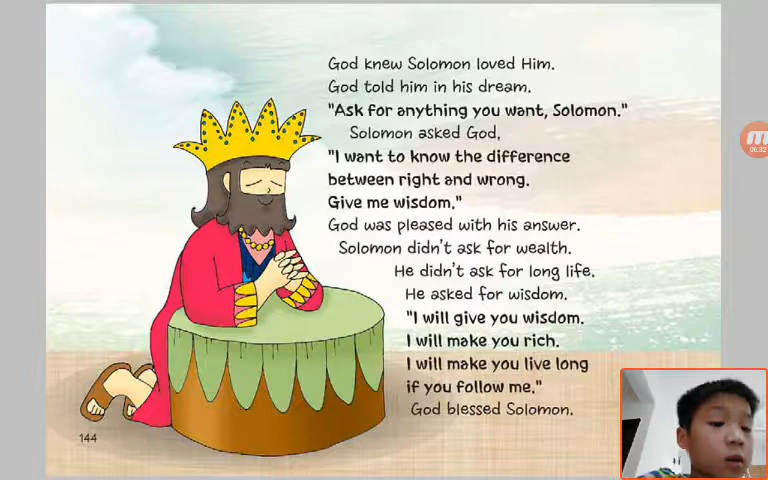 God knew Solomon loved Him.
God told him in his dream.
"Ask for anything you want, Solomon."
Solomon asked God,
"I want to know the difference
between right and wrong.
Give me wisdom."
God was pleased with his answer.
Solomon didn't ask for wealth.
He didn't ask for long life.
He asked for wisdom.
"I will give you wisdom.
I will make you rich.
I will make you live long
if you follow me."
God blessed Solomon.
144
06:32